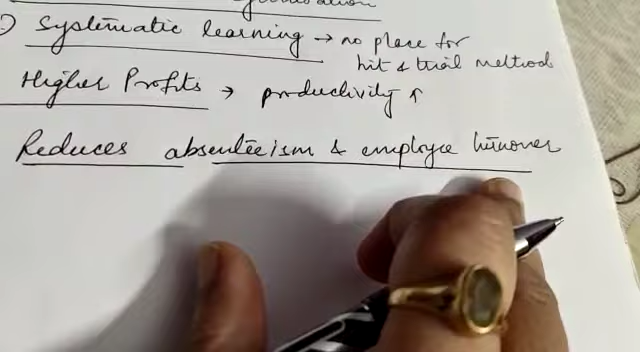 ) Systematic learning → no place for
hit & trial method
Higher Profits → productivity ↑
Reduces absenteeism & employee turnover